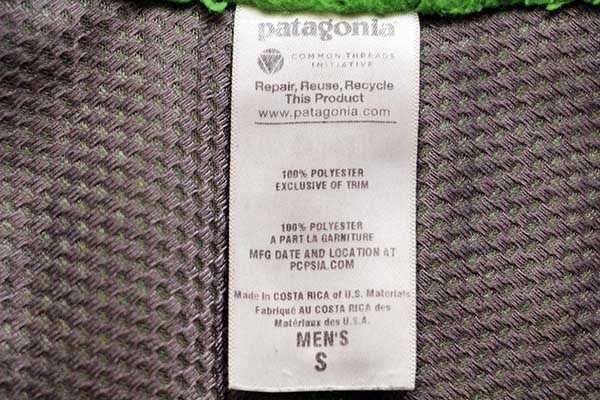 patagonia
COMMON THREADS
INITIATIVE
Repair, Reuse, Recycle
This Product
www.patagonia.com
100% POLYESTER
EXCLUSIVE OF TRIM
100% POLYESTER
A PART LA GARNITURE
MFG DATE AND LOCATION AT
PCPSIA.COM
Made in COSTA RICA of U.S. Materials
Fabriqué AU COSTA RICA des
Matériaux des U.S.A.
MEN'S
S